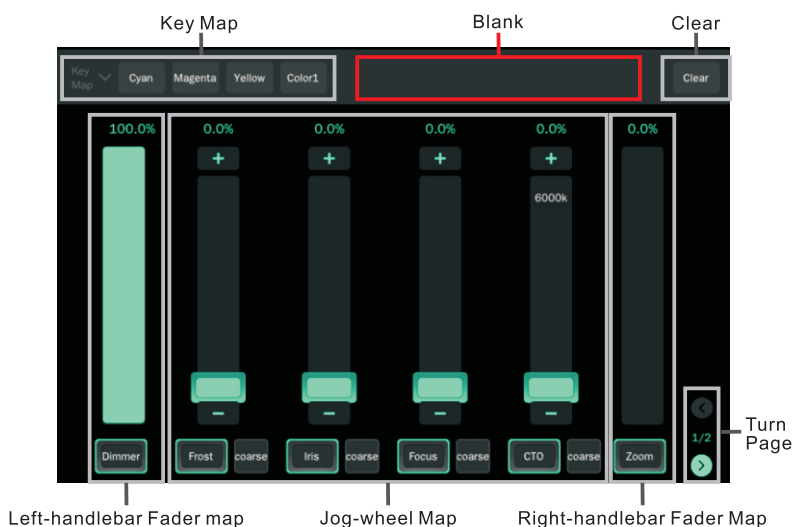 Key Map
Blank
Clear
Key
Map
Cyan
Magenta
Yellow
Color1
Clear
100.0%
0.0%
0.0%
0.0%
0.0%
0.0%
+
+
+
+
6000k
−
−
−
−
1/2
Turn
Page
Dimmer
Frost
coarse
Iris
coarse
Focus
coarse
CTO
coarse
Zoom
Left-handlebar Fader map
Jog-wheel Map
Right-handlebar Fader Map